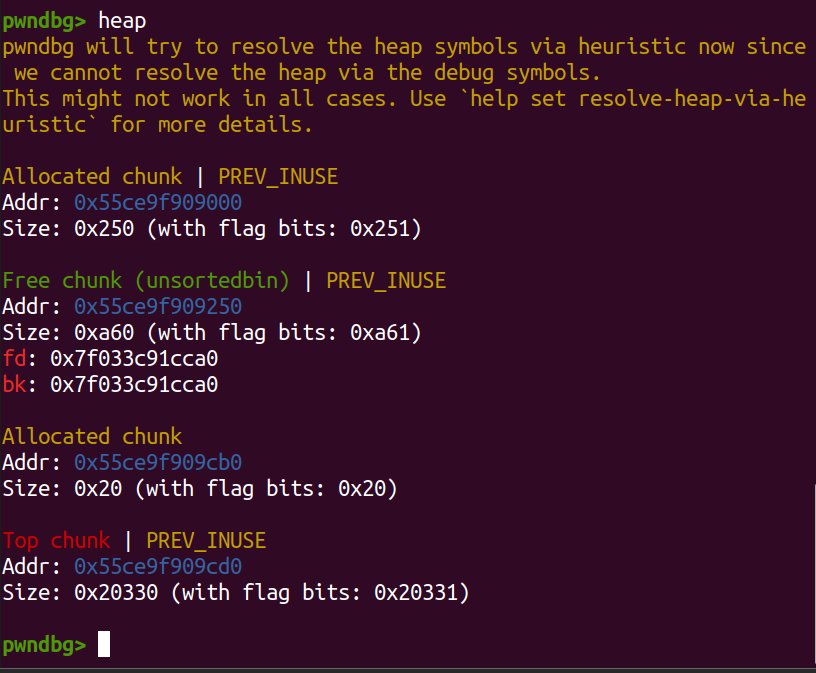 pwndbg> heap
pwndbg will try to resolve the heap symbols via heuristic now since
 we cannot resolve the heap via the debug symbols.
This might not work in all cases. Use `help set resolve-heap-via-he
uristic` for more details.

Allocated chunk | PREV_INUSE
Addr: 0x55ce9f909000
Size: 0x250 (with flag bits: 0x251)

Free chunk (unsortedbin) | PREV_INUSE
Addr: 0x55ce9f909250
Size: 0xa60 (with flag bits: 0xa61)
fd: 0x7f033c91cca0
bk: 0x7f033c91cca0

Allocated chunk
Addr: 0x55ce9f909cb0
Size: 0x20 (with flag bits: 0x20)

Top chunk | PREV_INUSE
Addr: 0x55ce9f909cd0
Size: 0x20330 (with flag bits: 0x20331)

pwndbg>